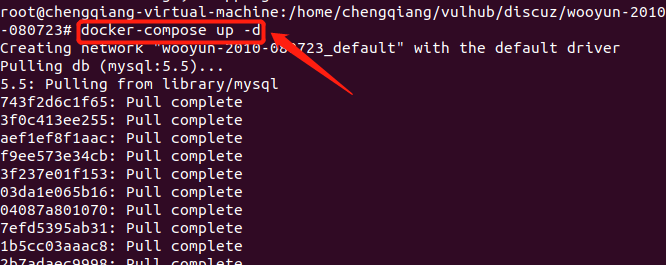 root@chengqiang-virtual-machine:/home/chengqiang/vulhub/discuz/wooyun-2010
-080723# docker-compose up -d
Creating network "wooyun-2010-080723_default" with the default driver
Pulling db (mysql:5.5)...
5.5: Pulling from library/mysql
743f2d6c1f65: Pull complete
3f0c413ee255: Pull complete
aef1ef8f1aac: Pull complete
f9ee573e34cb: Pull complete
3f237e01f153: Pull complete
03da1e065b16: Pull complete
04087a801070: Pull complete
7efd5395ab31: Pull complete
1b5cc03aaac8: Pull complete
2b7adaec9998: Pull complete